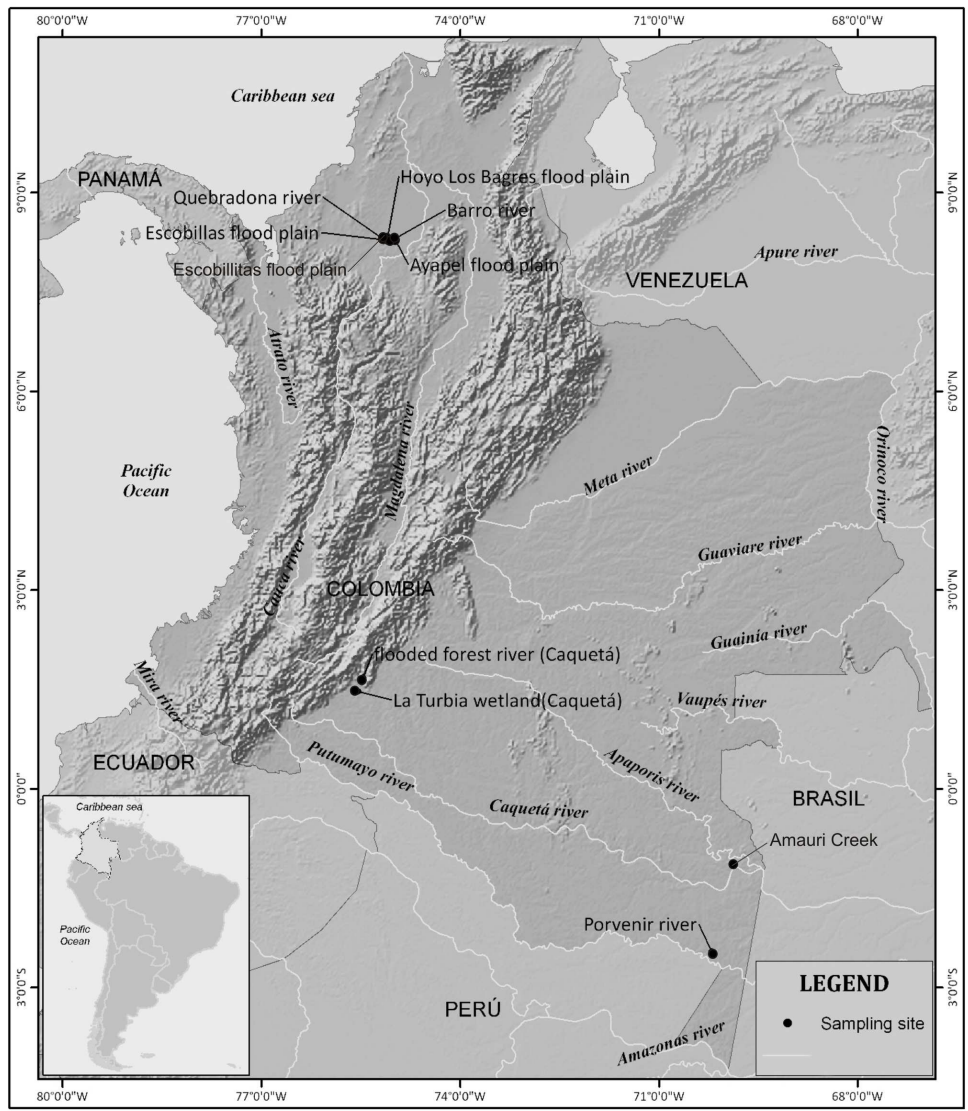 80°0'0"W
77°0'0"W
74°0'0"W
71°0'0"W
68°0'0"W
Caribbean sea
9°0'0"N
9°0'0"N
PANAMÁ
Hoyo Los Bagres flood plain
Quebradona river
Barro river
Escobillas flood plain
Escobillitas flood plain
Ayapel flood plain
Apure river
VENEZUELA
Atrato river
6°0'0"N
6°0'0"N
Magdalena river
Orinoco river
Pacific
Ocean
Meta river
Guaviare river
Cauca river
COLOMBIA
3°0'0"N
3°0'0"N
Guainía river
flooded forest river (Caquetá)
La Turbia wetland(Caquetá)
Mira river
Vaupés river
ECUADOR
Putumayo river
Apaporis river
0°0'0"
0°0'0"
BRASIL
Caquetá river
Amauri Creek
Porvenir river
Caribbean sea
Pacific
Ocean
PERÚ
Amazonas river
3°0'0"S
LEGEND
Sampling site
80°0'0"W
77°0'0"W
74°0'0"W
71°0'0"W
68°0'0"W